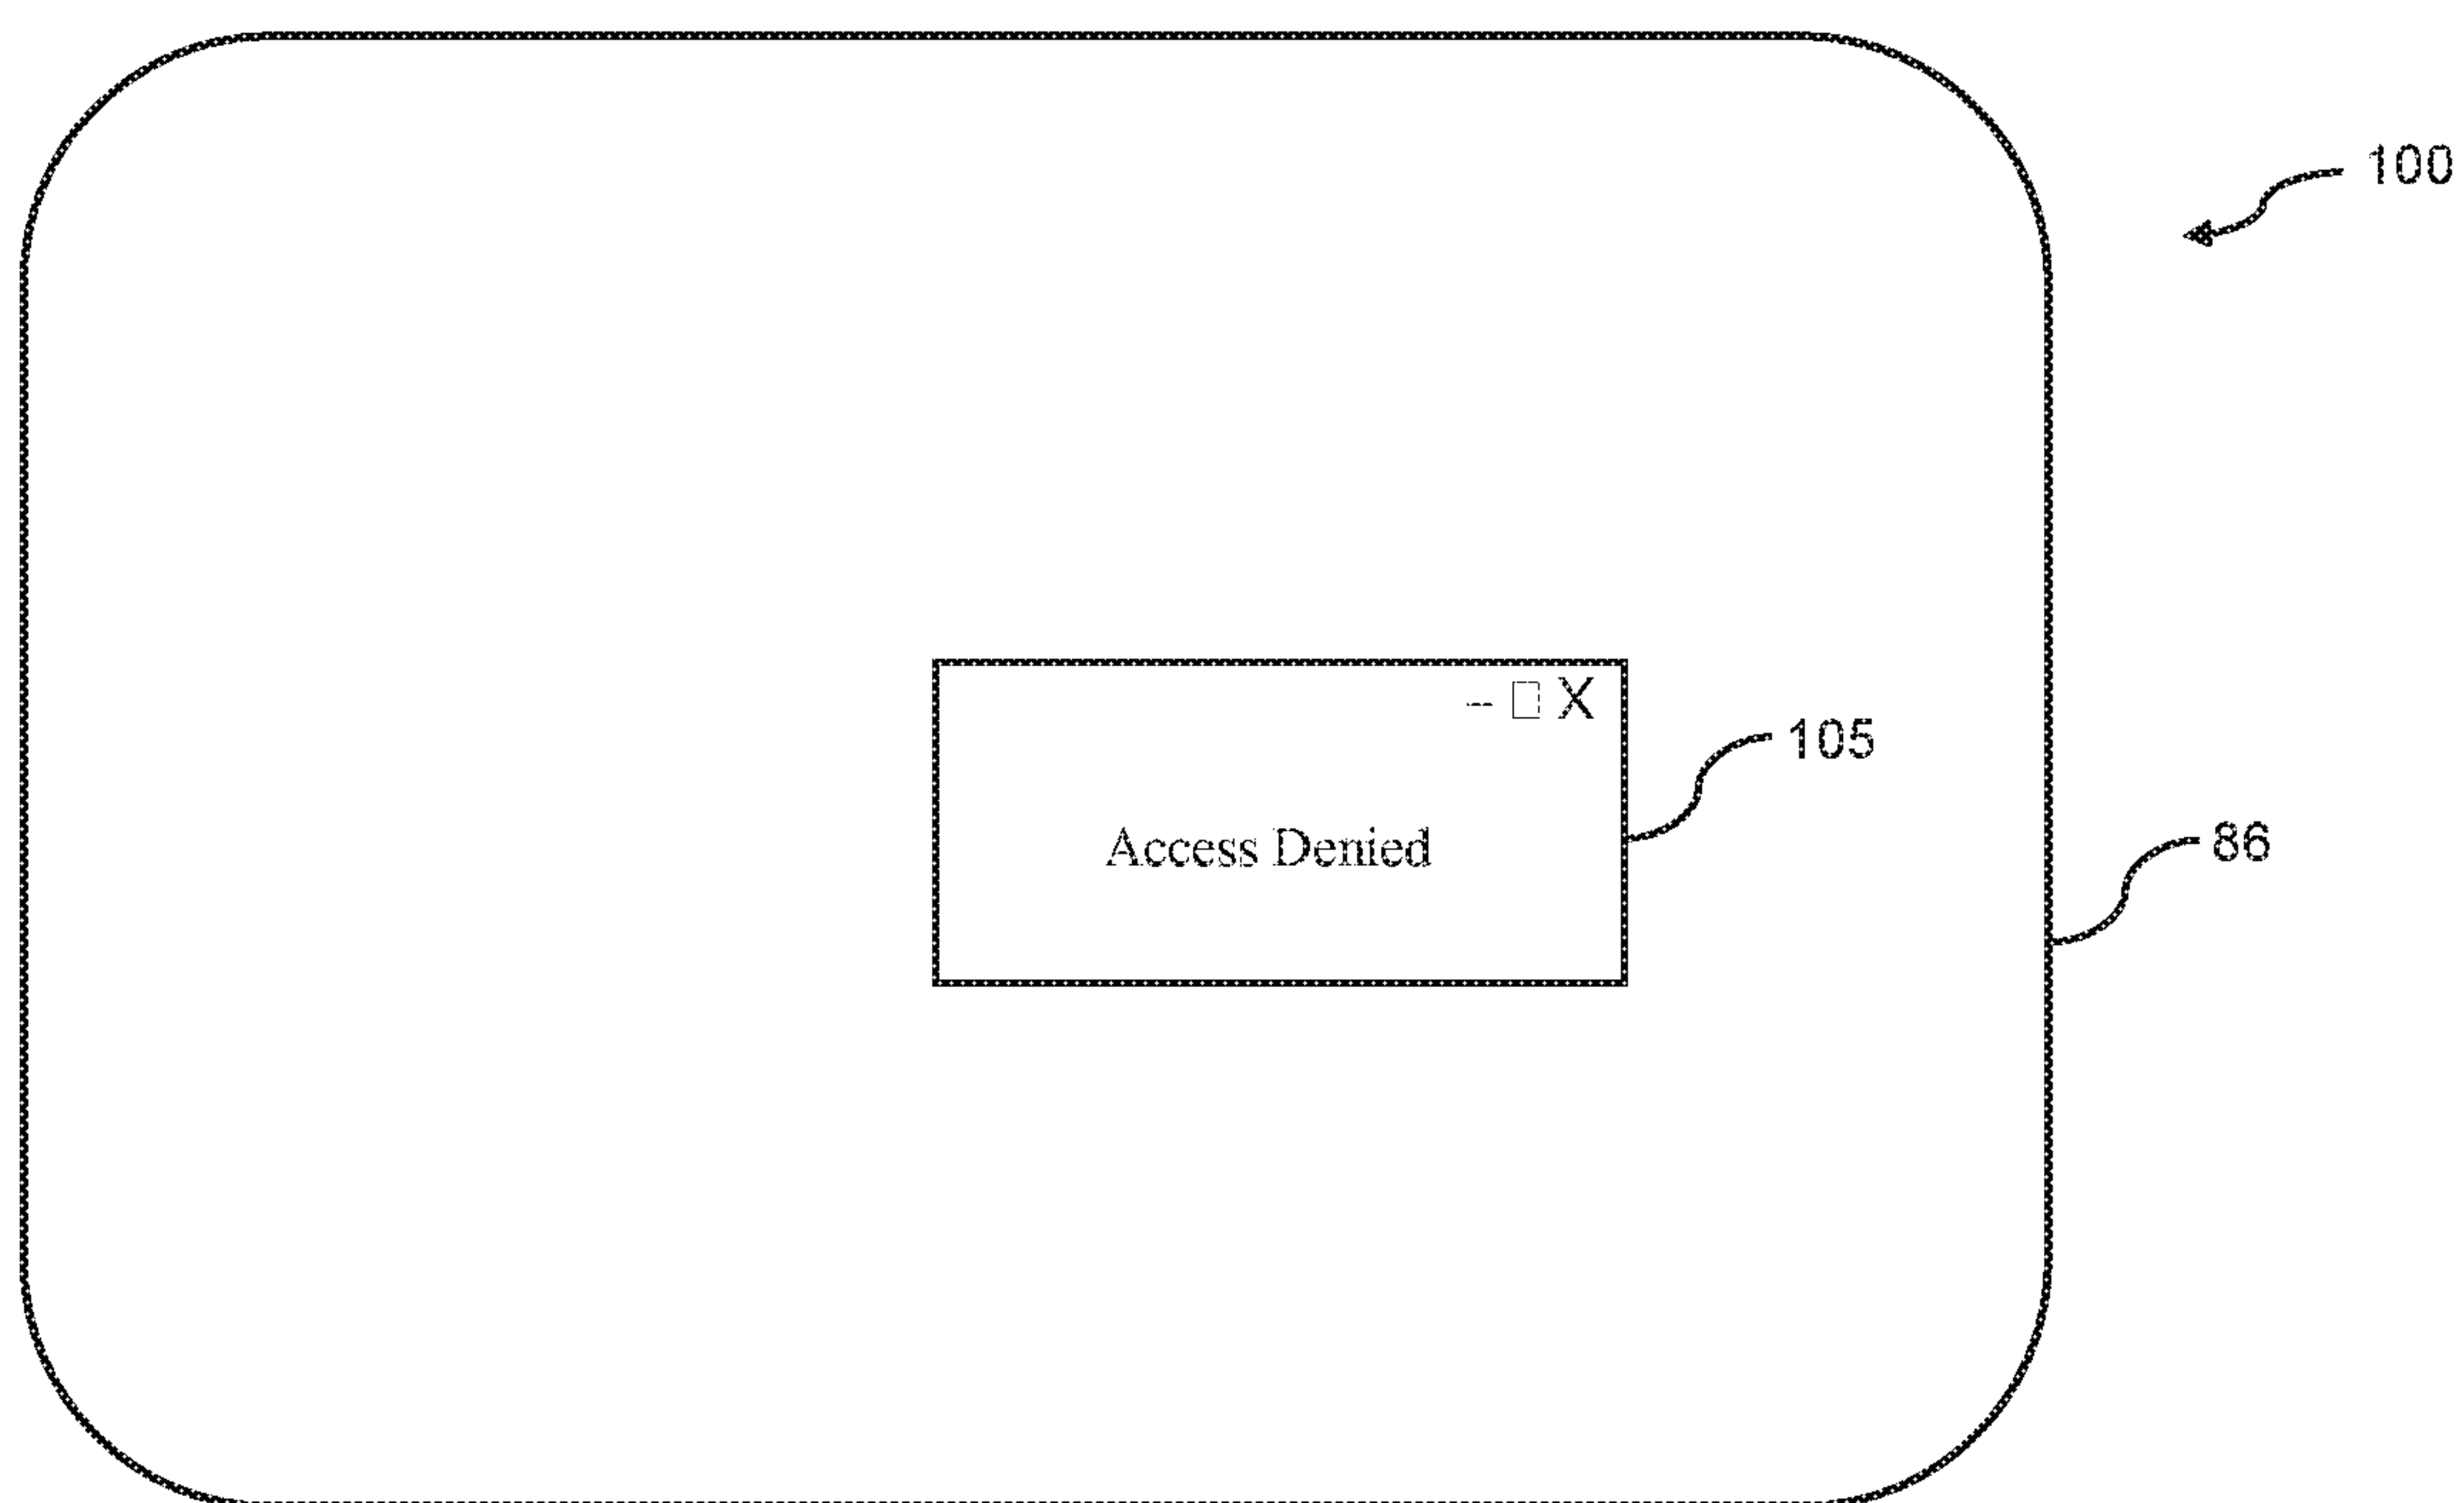 100
– □ X
105
Access Denied
86